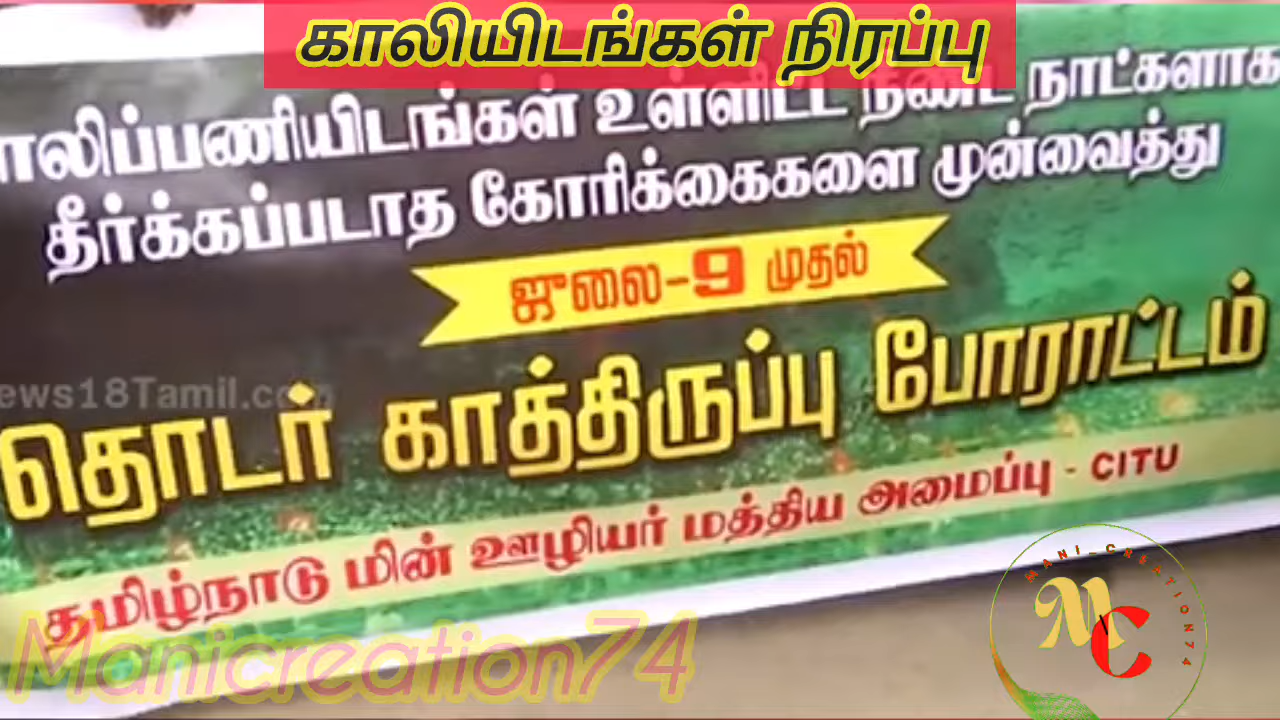 காலியிடங்கள் நிரப்பு
ாலிப்பணியிடங்கள் உள்ளிட்ட நீண்ட நாட்களாக
தீர்க்கப்படாத கோரிக்கைகளை முன்வைத்து
ஜுலை-9 முதல்
ews18Tamil.com
தொடர் காத்திருப்பு போராட்டம்
தமிழ்நாடு மின் ஊழியர் மத்திய அமைப்பு - CITU
Manicreation74
MANI_CREATION74
MC